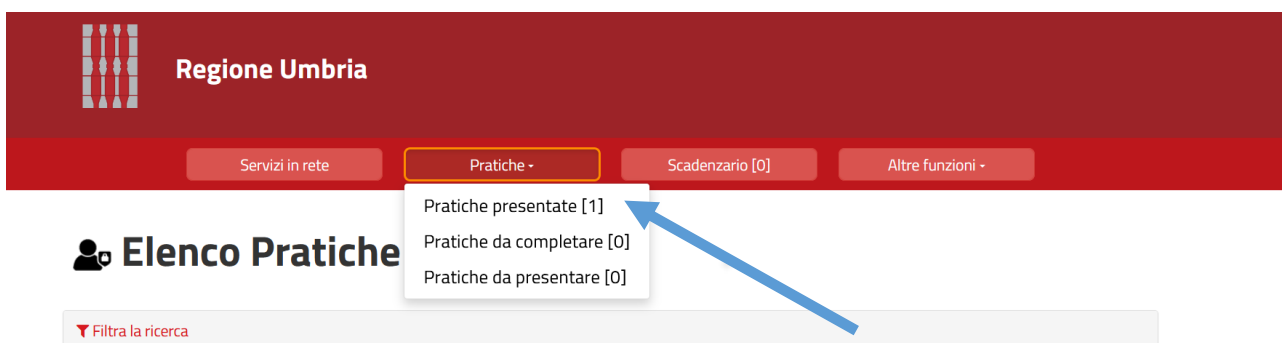 Regione Umbria
Servizi in rete
Pratiche
Scadenzario [0]
Altre funzioni
Pratiche presentate [1]
Pratiche da completare [0]
Pratiche da presentare [0]
Elenco Pratiche
Filtra la ricerca